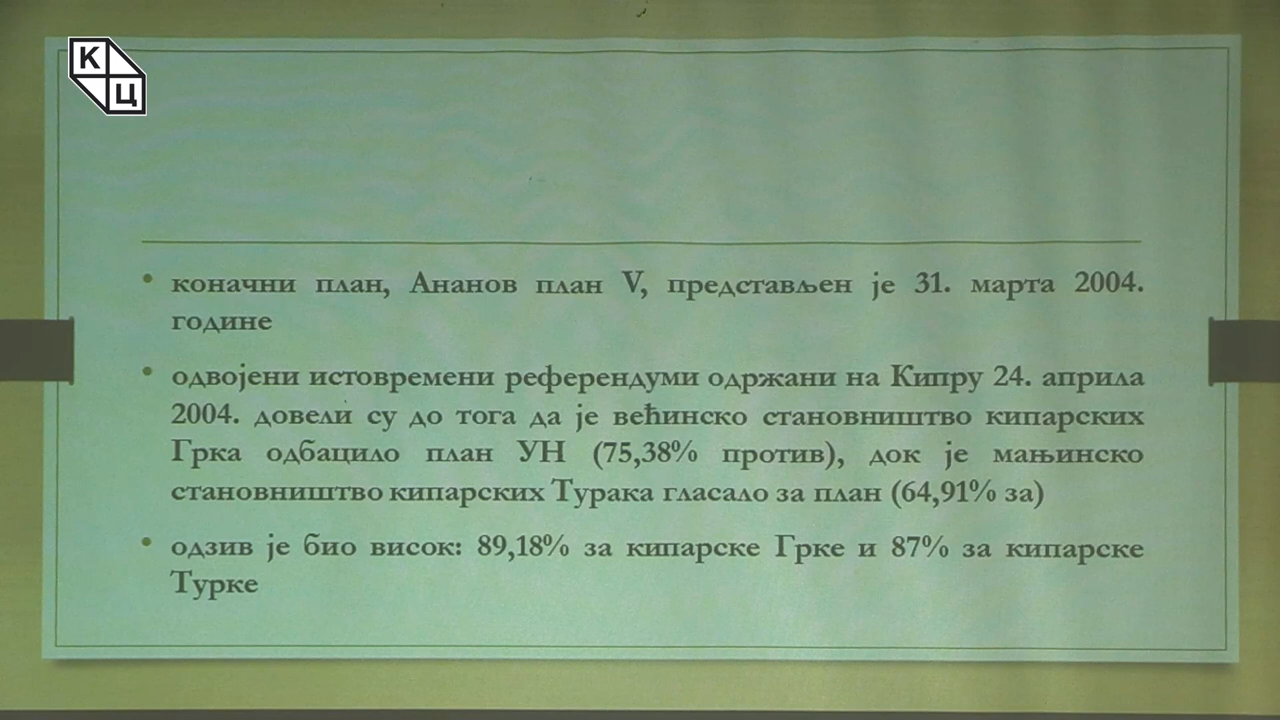 К
Ц
• коначни план, Ананов план V, представљен је 31. марта 2004.
године
• одвојени истовремени референдуми одржани на Кипру 24. априла
2004. довели су до тога да је већинско становништво кипарских
Грка одбацило план УН (75,38% против), док је мањинско
становништво кипарских Турака гласало за план (64,91% за)
• одзив је био висок: 89,18% за кипарске Грке и 87% за кипарске
Турке